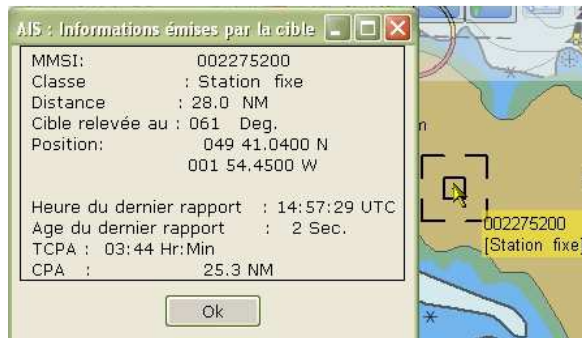 AIS : Informations émises par la cible
MMSI: 002275200
Classe : Station fixe
Distance : 28.0 NM
Cible relevée au : 061 Deg.
Position: 049 41.0400 N
001 54.4500 W
Heure du dernier rapport : 14:57:29 UTC
Age du dernier rapport : 2 Sec.
TCPA : 03:44 Hr:Min
CPA : 25.3 NM
Ok
m
002275200
[Station fixe]